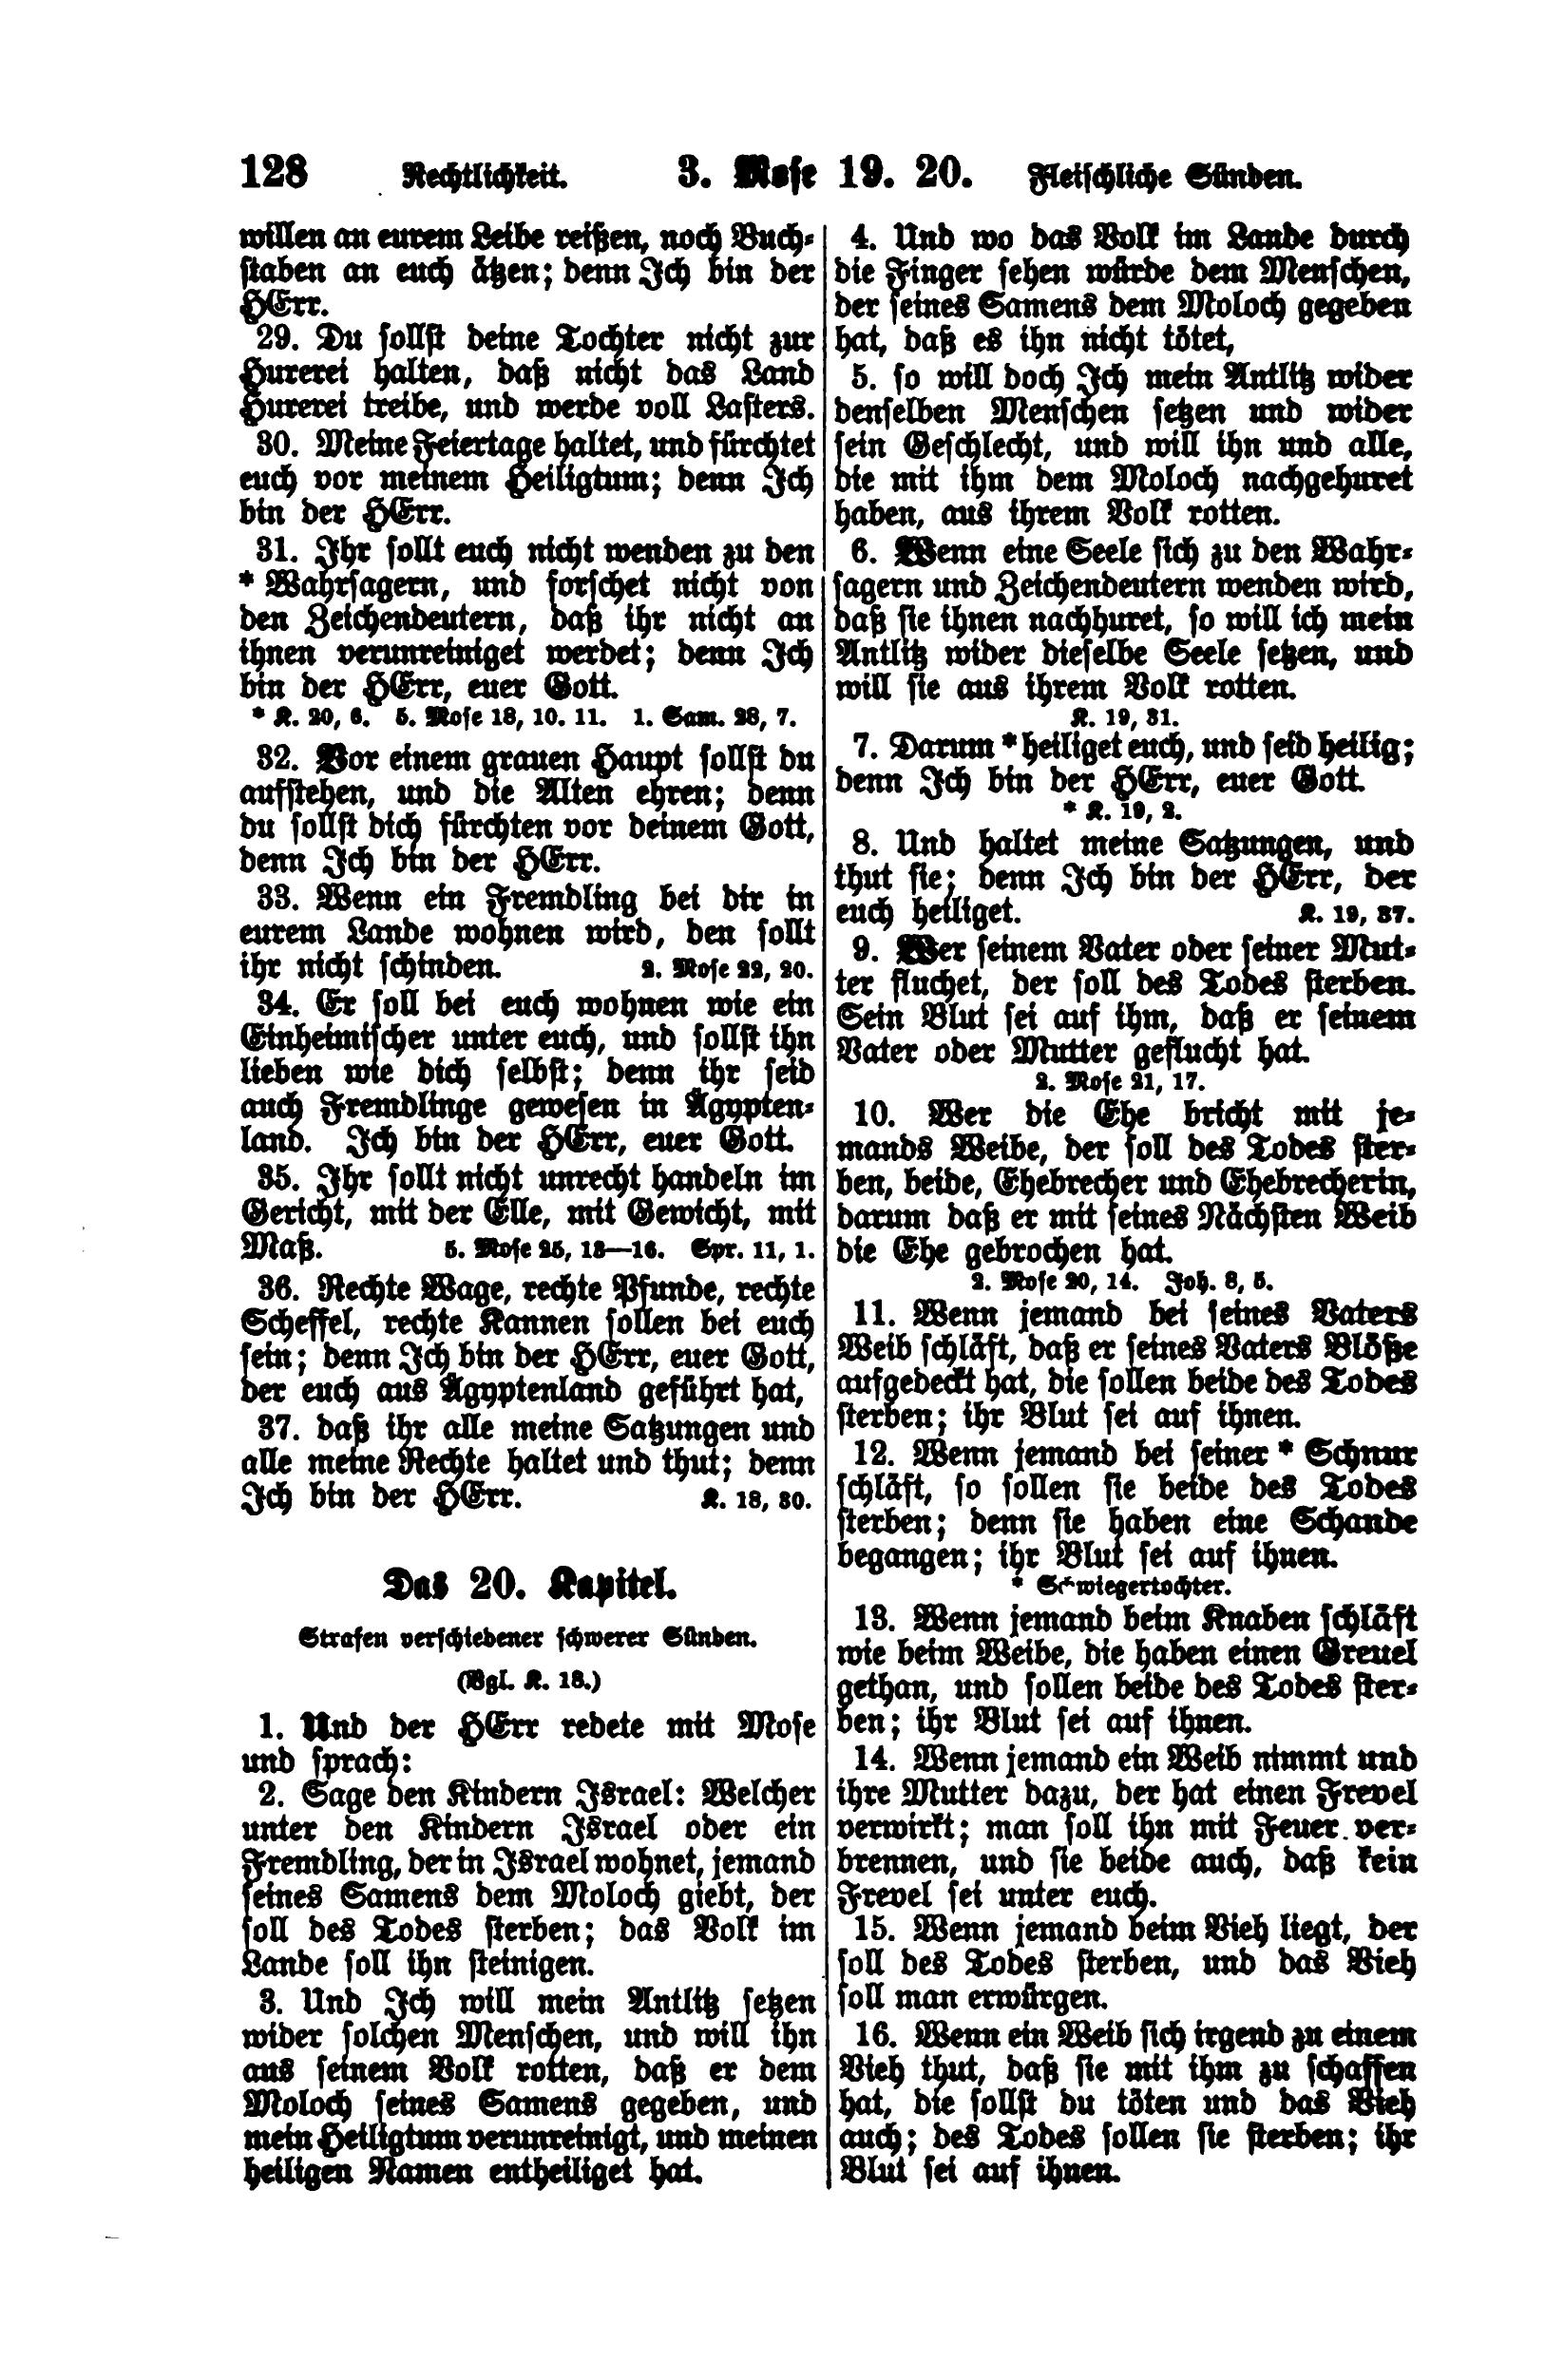 128 Rechtlichkeit. 3. Mose 19. 20. Fleischliche Sünden.
willen an eurem Leibe reißen, noch Buch-
staben an euch ätzen; denn Ich bin der
HErr.
29. Du sollst deine Tochter nicht zur
Hurerei halten, daß nicht das Land
Hurerei treibe, und werde voll Lasters.
30. Meine Feiertage haltet, und fürchtet
euch vor meinem Heiligtum; denn Ich
bin der HErr.
31. Ihr sollt euch nicht wenden zu den
* Wahrsagern, und forschet nicht von
den Zeichendeutern, daß ihr nicht an
ihnen verunreiniget werdet; denn Ich
bin der HErr, euer Gott.
* K. 20, 6. 5. Mose 18, 10. 11. 1. Sam. 28, 7.
32. Vor einem grauen Haupt sollst du
aufstehen, und die Alten ehren; denn
du sollst dich fürchten vor deinem Gott,
denn Ich bin der HErr.
33. Wenn ein Fremdling bei dir in
eurem Lande wohnen wird, den sollt
ihr nicht schinden. 2. Mose 22, 20.
34. Er soll bei euch wohnen wie ein
Einheimischer unter euch, und sollst ihn
lieben wie dich selbst; denn ihr seid
auch Fremdlinge gewesen in Ägypten-
land. Ich bin der HErr, euer Gott.
35. Ihr sollt nicht unrecht handeln im
Gericht, mit der Elle, mit Gewicht, mit
Maß. 5. Mose 25, 13—16. Spr. 11, 1.
36. Rechte Wage, rechte Pfunde, rechte
Scheffel, rechte Kannen sollen bei euch
sein; denn Ich bin der HErr, euer Gott,
der euch aus Ägyptenland geführt hat,
37. daß ihr alle meine Satzungen und
alle meine Rechte haltet und thut; denn
Ich bin der HErr. K. 18, 30.
Das 20. Kapitel.
Strafen verschiedener schwerer Sünden.
(Vgl. K. 18.)
1. Und der HErr redete mit Mose
und sprach:
2. Sage den Kindern Israel: Welcher
unter den Kindern Israel oder ein
Fremdling, der in Israel wohnet, jemand
seines Samens dem Moloch giebt, der
soll des Todes sterben; das Volk im
Lande soll ihn steinigen.
3. Und Ich will mein Antlitz setzen
wider solchen Menschen, und will ihn
aus seinem Volk rotten, daß er dem
Moloch seines Samens gegeben, und
mein Heiligtum verunreinigt, und meinen
heiligen Namen entheiliget hat.
4. Und wo das Volk im Lande durch
die Finger sehen würde dem Menschen,
der seines Samens dem Moloch gegeben
hat, daß es ihn nicht tötet,
5. so will doch Ich mein Antlitz wider
denselben Menschen setzen und wider
sein Geschlecht, und will ihn und alle,
die mit ihm dem Moloch nachgehuret
haben, aus ihrem Volk rotten.
6. Wenn eine Seele sich zu den Wahr-
sagern und Zeichendeutern wenden wird,
daß sie ihnen nachhuret, so will ich mein
Antlitz wider dieselbe Seele setzen, und
will sie aus ihrem Volk rotten.
K. 19, 31.
7. Darum * heiliget euch, und seid heilig;
denn Ich bin der HErr, euer Gott.
* K. 19, 2.
8. Und haltet meine Satzungen, und
thut sie; denn Ich bin der HErr, der
euch heiliget. K. 19, 37.
9. Wer seinem Vater oder seiner Mut-
ter fluchet, der soll des Todes sterben.
Sein Blut sei auf ihm, daß er seinem
Vater oder Mutter geflucht hat.
2. Mose 21, 17.
10. Wer die Ehe bricht mit je-
mands Weibe, der soll des Todes ster-
ben, beide, Ehebrecher und Ehebrecherin,
darum daß er mit seines Nächsten Weib
die Ehe gebrochen hat.
2. Mose 20, 14. Joh. 8, 5.
11. Wenn jemand bei seines Vaters
Weib schläft, daß er seines Vaters Blöße
aufgedeckt hat, die sollen beide des Todes
sterben; ihr Blut sei auf ihnen.
12. Wenn jemand bei seiner * Schnur
schläft, so sollen sie beide des Todes
sterben; denn sie haben eine Schande
begangen; ihr Blut sei auf ihnen.
* Schwiegertochter.
13. Wenn jemand beim Knaben schläft
wie beim Weibe, die haben einen Greuel
gethan, und sollen beide des Todes ster-
ben; ihr Blut sei auf ihnen.
14. Wenn jemand ein Weib nimmt und
ihre Mutter dazu, der hat einen Frevel
verwirkt; man soll ihn mit Feuer ver-
brennen, und sie beide auch, daß kein
Frevel sei unter euch.
15. Wenn jemand beim Vieh liegt, der
soll des Todes sterben, und das Vieh
soll man erwürgen.
16. Wenn ein Weib sich irgend zu einem
Vieh thut, daß sie mit ihm zu schaffen
hat, die sollst du töten und das Vieh
auch; des Todes sollen sie sterben; ihr
Blut sei auf ihnen.